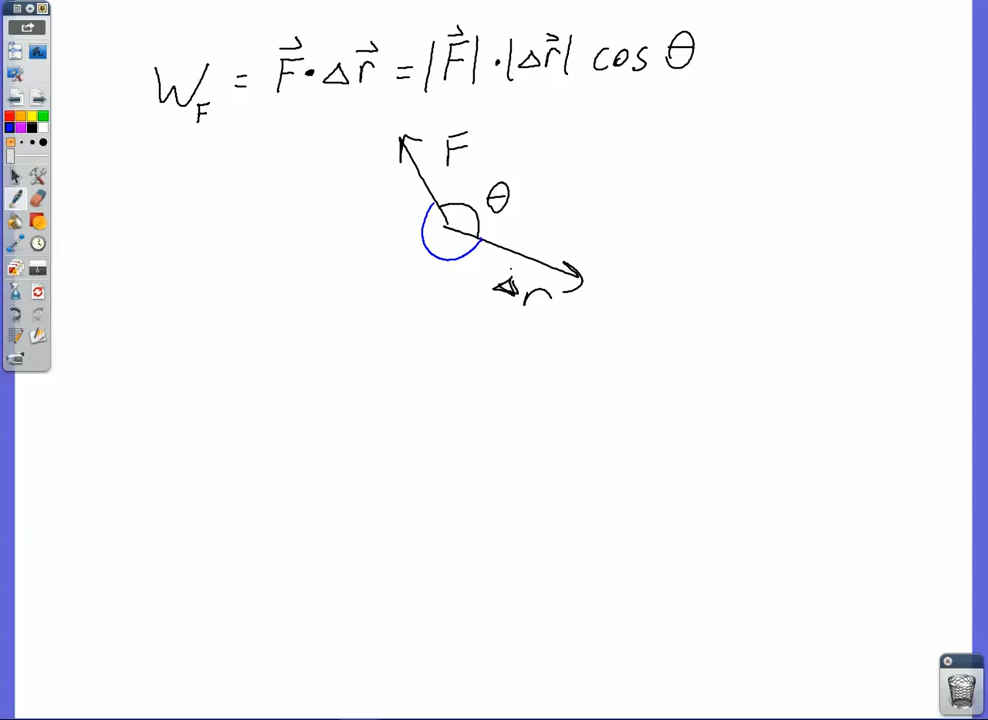 W_F = F⃗ • Δr⃗ = |F⃗| · |Δr⃗| cos θ
F
θ
Δr